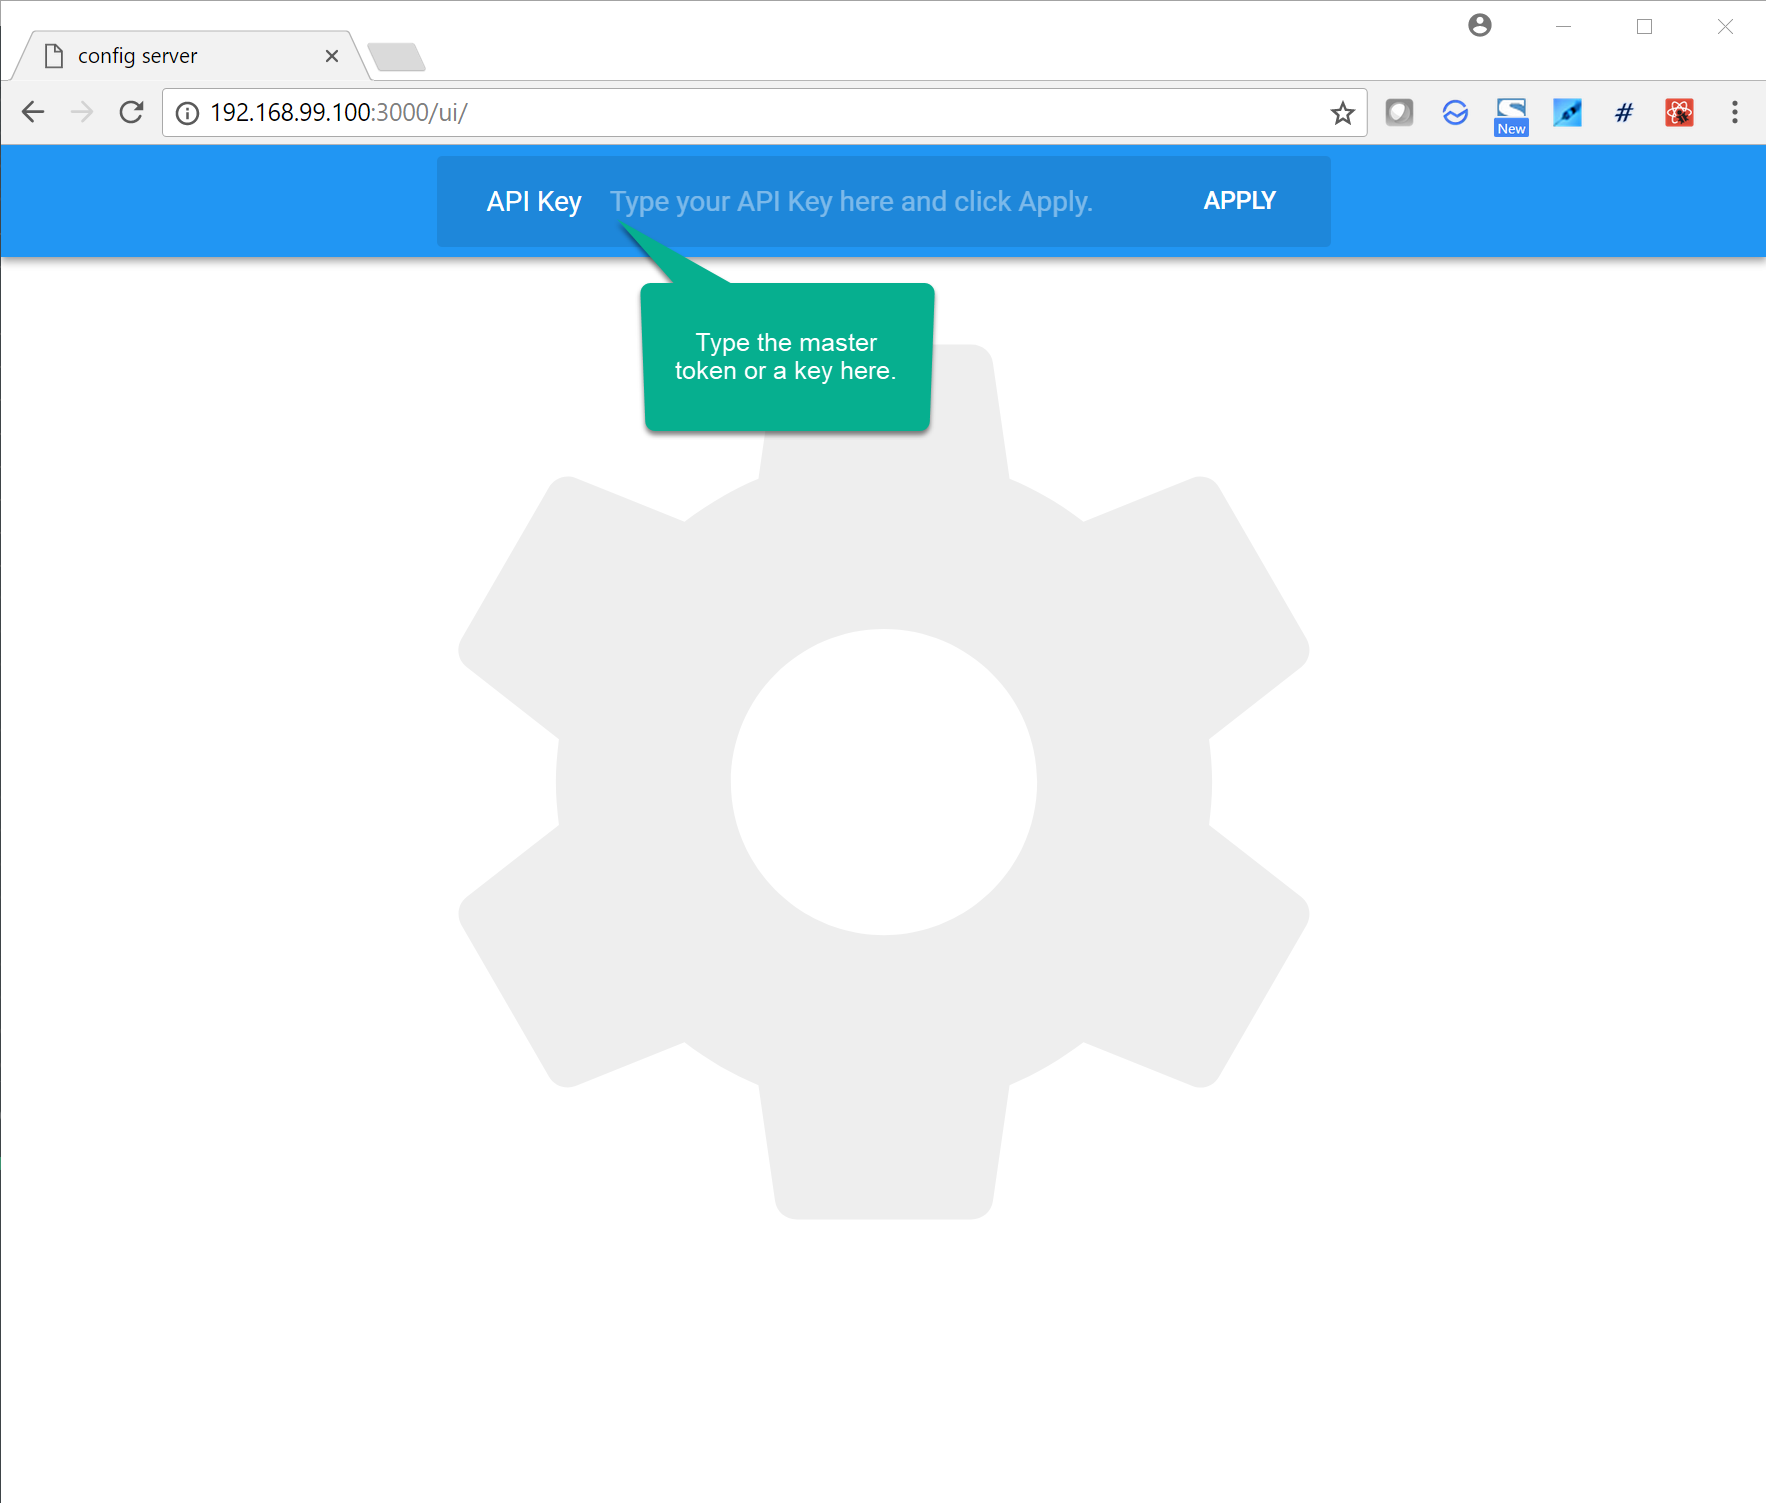 config server
192.168.99.100:3000/ui/
New
#
API Key Type your API Key here and click Apply. APPLY
Type the master
token or a key here.